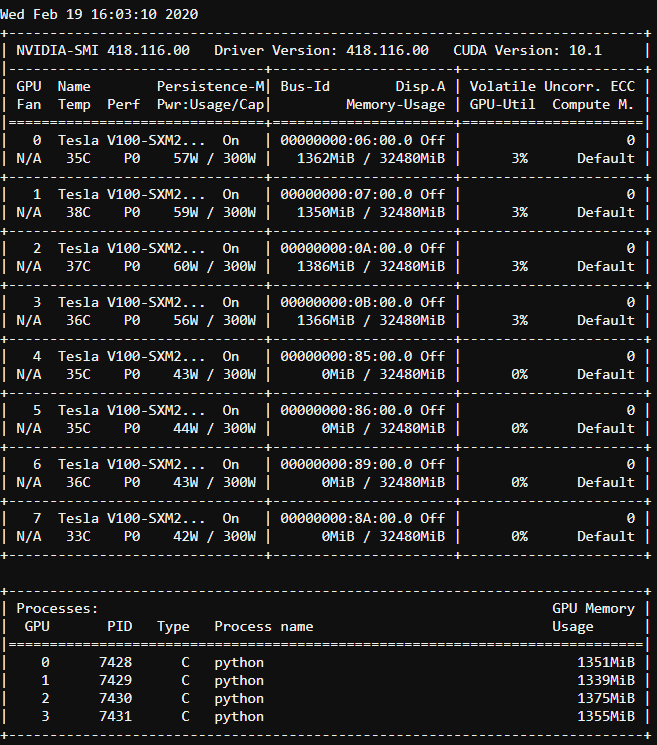 Wed Feb 19 16:03:10 2020
+-----------------------------------------------------------------------------+
| NVIDIA-SMI 418.116.00   Driver Version: 418.116.00   CUDA Version: 10.1     |
|-------------------------------+----------------------+----------------------+
| GPU  Name        Persistence-M| Bus-Id        Disp.A | Volatile Uncorr. ECC |
| Fan  Temp  Perf  Pwr:Usage/Cap|         Memory-Usage | GPU-Util  Compute M. |
|===============================+======================+======================|
|   0  Tesla V100-SXM2...  On   | 00000000:06:00.0 Off |                    0 |
| N/A   35C    P0    57W / 300W |   1362MiB / 32480MiB |      3%      Default |
+-------------------------------+----------------------+----------------------+
|   1  Tesla V100-SXM2...  On   | 00000000:07:00.0 Off |                    0 |
| N/A   38C    P0    59W / 300W |   1350MiB / 32480MiB |      3%      Default |
+-------------------------------+----------------------+----------------------+
|   2  Tesla V100-SXM2...  On   | 00000000:0A:00.0 Off |                    0 |
| N/A   37C    P0    60W / 300W |   1386MiB / 32480MiB |      3%      Default |
+-------------------------------+----------------------+----------------------+
|   3  Tesla V100-SXM2...  On   | 00000000:0B:00.0 Off |                    0 |
| N/A   36C    P0    56W / 300W |   1366MiB / 32480MiB |      3%      Default |
+-------------------------------+----------------------+----------------------+
|   4  Tesla V100-SXM2...  On   | 00000000:85:00.0 Off |                    0 |
| N/A   35C    P0    43W / 300W |      0MiB / 32480MiB |      0%      Default |
+-------------------------------+----------------------+----------------------+
|   5  Tesla V100-SXM2...  On   | 00000000:86:00.0 Off |                    0 |
| N/A   35C    P0    44W / 300W |      0MiB / 32480MiB |      0%      Default |
+-------------------------------+----------------------+----------------------+
|   6  Tesla V100-SXM2...  On   | 00000000:89:00.0 Off |                    0 |
| N/A   36C    P0    43W / 300W |      0MiB / 32480MiB |      0%      Default |
+-------------------------------+----------------------+----------------------+
|   7  Tesla V100-SXM2...  On   | 00000000:8A:00.0 Off |                    0 |
| N/A   33C    P0    42W / 300W |      0MiB / 32480MiB |      0%      Default |
+-------------------------------+----------------------+----------------------+
+-----------------------------------------------------------------------------+
| Processes:                                                       GPU Memory |
|  GPU       PID   Type   Process name                             Usage      |
|=============================================================================|
|    0      7428      C   python                                      1351MiB |
|    1      7429      C   python                                      1339MiB |
|    2      7430      C   python                                      1375MiB |
|    3      7431      C   python                                      1355MiB |
+-----------------------------------------------------------------------------+